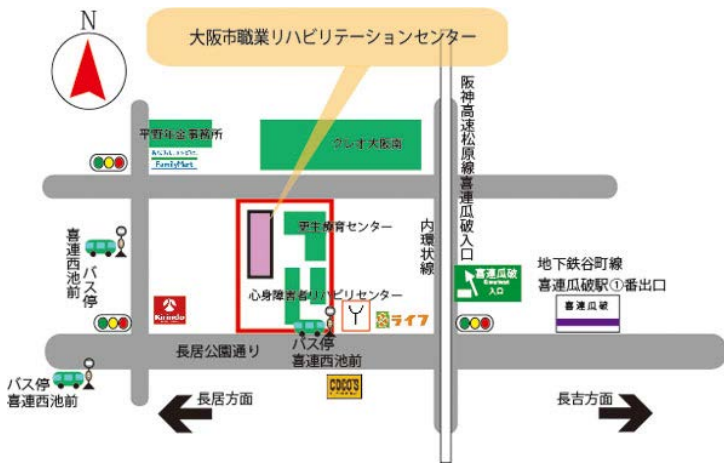 N
大阪市職業リハビリテーションセンター
平野年金事務所
FamilyMart
クレオ大阪南
阪神高速松原線喜連瓜破入口
内環状線
更生療育センター
心身障害者リハビリセンター
バス停
喜連西池前
Kirindo
バス停
喜連西池前
ライフ
喜連瓜破
入口
地下鉄谷町線
喜連瓜破駅①番出口
喜連瓜破
長居公園通り
バス停
喜連西池前
COCO'S
長居方面
長吉方面